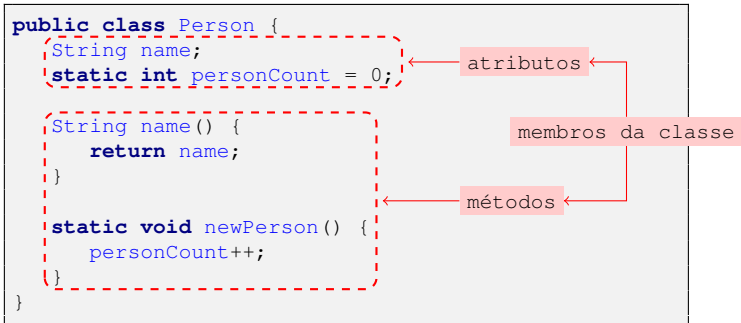 public class Person {
String name;
static int personCount = 0;
atributos
String name() {
membros da classe
return name;
}
métodos
static void newPerson() {
personCount++;
}
}